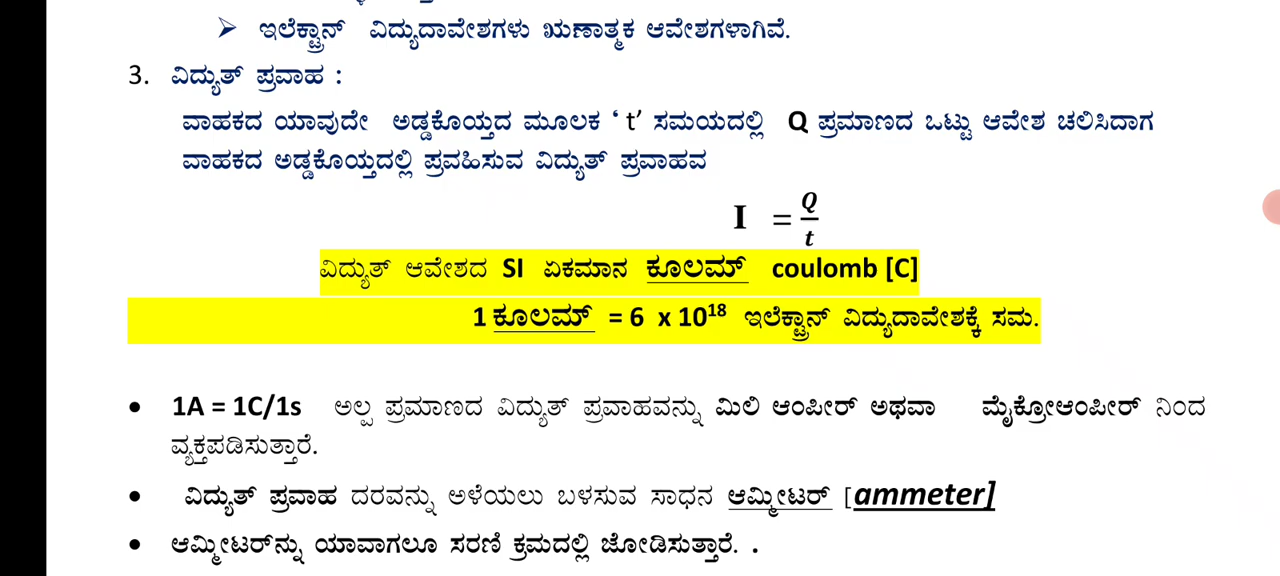 ➢ ಇಲೆಕ್ಟ್ರಾನ್ ವಿದ್ಯುದಾವೇಶಗಳು ಋಣಾತ್ಮಕ ಆವೇಶಗಳಾಗಿವೆ.
3. ವಿದ್ಯುತ್ ಪ್ರವಾಹ :
ವಾಹಕದ ಯಾವುದೇ ಅಡ್ಡಕೊಯ್ತದ ಮೂಲಕ ‘ t’ ಸಮಯದಲ್ಲಿ Q ಪ್ರಮಾಣದ ಒಟ್ಟು ಆವೇಶ ಚಲಿಸಿದಾಗ
ವಾಹಕದ ಅಡ್ಡಕೊಯ್ತದಲ್ಲಿ ಪ್ರವಹಿಸುವ ವಿದ್ಯುತ್ ಪ್ರವಾಹವ
I = Q/t
ವಿದ್ಯುತ್ ಆವೇಶದ SI ಏಕಮಾನ ಕೂಲಮ್ coulomb [C]
1 ಕೂಲಮ್ = 6 x 10¹⁸ ಇಲೆಕ್ಟ್ರಾನ್ ವಿದ್ಯುದಾವೇಶಕ್ಕೆ ಸಮ.
• 1A = 1C/1s ಅಲ್ಪ ಪ್ರಮಾಣದ ವಿದ್ಯುತ್ ಪ್ರವಾಹವನ್ನು ಮಿಲಿ ಆಂಪೀರ್ ಅಥವಾ ಮೈಕ್ರೋಆಂಪೀರ್ ನಿಂದ
ವ್ಯಕ್ತಪಡಿಸುತ್ತಾರೆ.
• ವಿದ್ಯುತ್ ಪ್ರವಾಹ ದರವನ್ನು ಅಳೆಯಲು ಬಳಸುವ ಸಾಧನ ಆಮ್ಮೀಟರ್ [ammeter]
• ಆಮ್ಮೀಟರ್‌ನ್ನು ಯಾವಾಗಲೂ ಸರಣಿ ಕ್ರಮದಲ್ಲಿ ಜೋಡಿಸುತ್ತಾರೆ. .